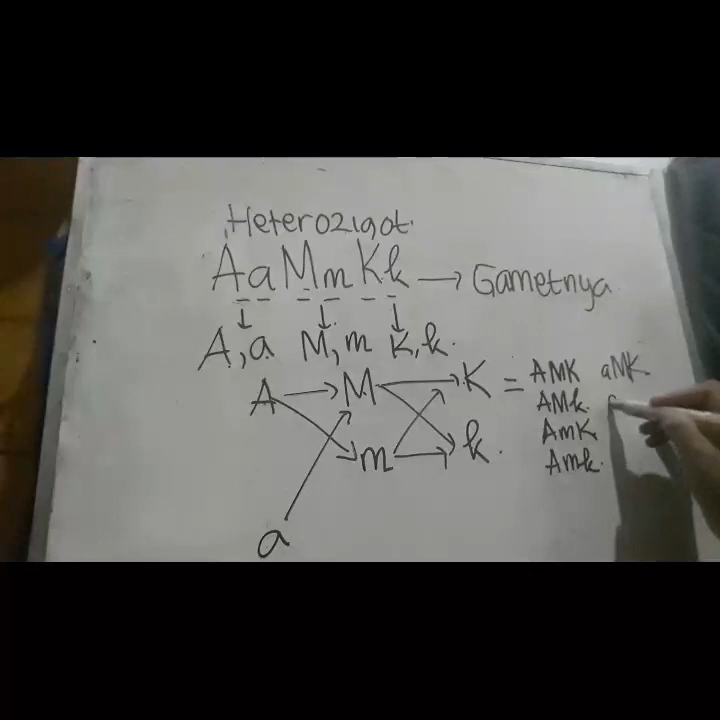 Heterozigot.
AaMmKk → Gametnya
A,a M,m K,k.
A → M → K = AMK aMK
AMk
m → k. AmK
Amk.
a